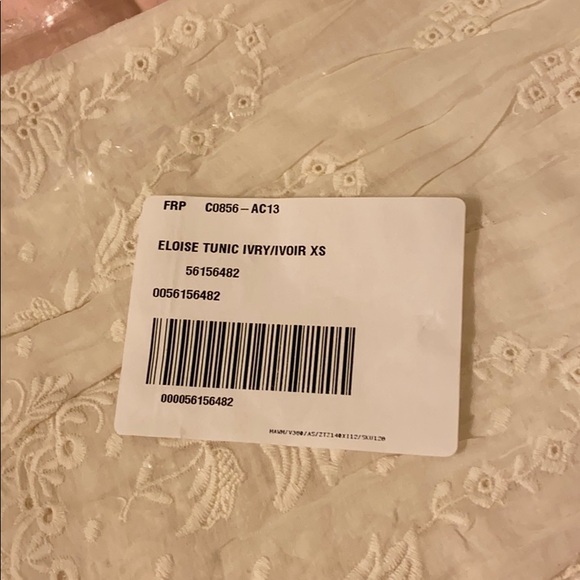 FRP C0856-AC13
ELOISE TUNIC IVRY/IVOIR XS
56156482
0056156482
000056156482